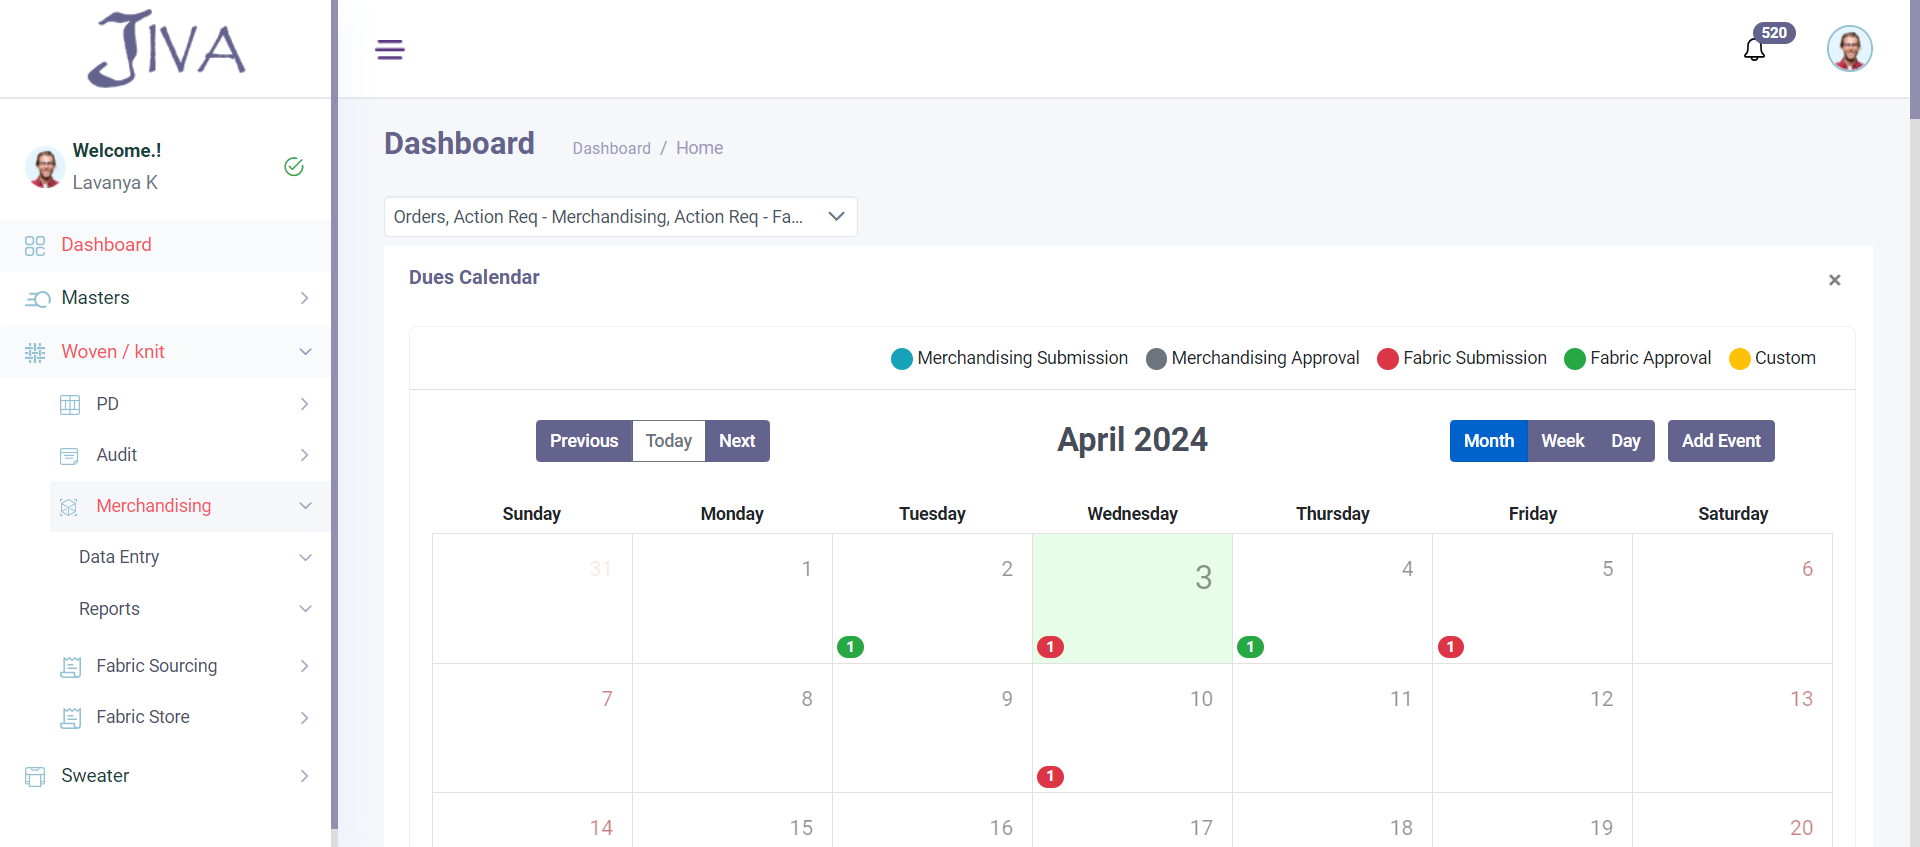 JIVA
520
Welcome.!
Lavanya K
Dashboard
Masters
Woven / knit
PD
Audit
Merchandising
Data Entry
Reports
Fabric Sourcing
Fabric Store
Sweater
Dashboard
Dashboard / Home
Orders, Action Req - Merchandising, Action Req - Fa...
Dues Calendar
×
Merchandising Submission Merchandising Approval Fabric Submission Fabric Approval Custom
Previous Today Next
April 2024
Month Week Day Add Event
Sunday Monday Tuesday Wednesday Thursday Friday Saturday
31 1 2 3 4 5 6
1 1 1 1
7 8 9 10 11 12 13
1
14 15 16 17 18 19 20